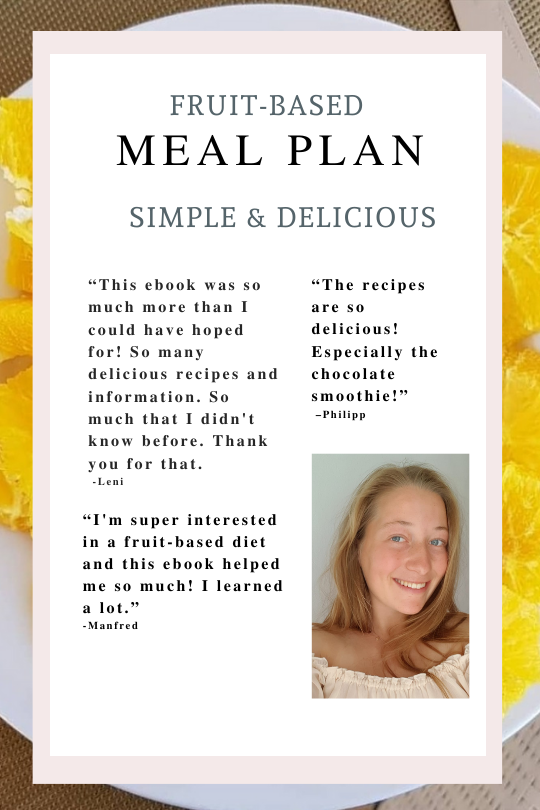 FRUIT-BASED
MEAL PLAN
SIMPLE & DELICIOUS
“This ebook was so
much more than I
could have hoped
for! So many
delicious recipes and
information. So
much that I didn't
know before. Thank
you for that.
-Leni
“I'm super interested
in a fruit-based diet
and this ebook helped
me so much! I learned
a lot.”
-Manfred
“The recipes
are so
delicious!
Especially the
chocolate
smoothie!”
–Philipp